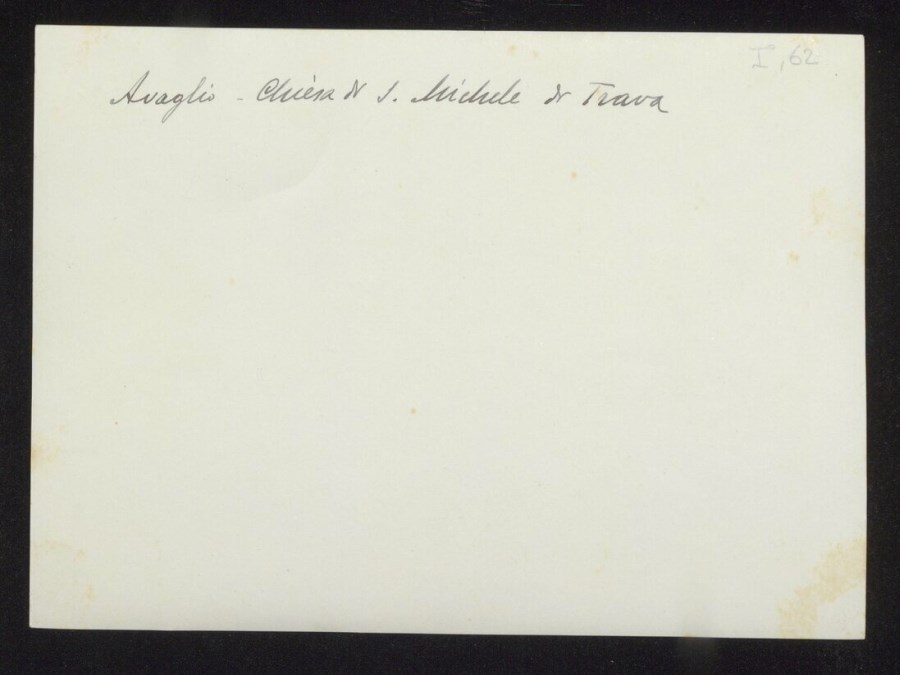 I°, 62
Avaglio - Chiesa di S. Michele di Trava